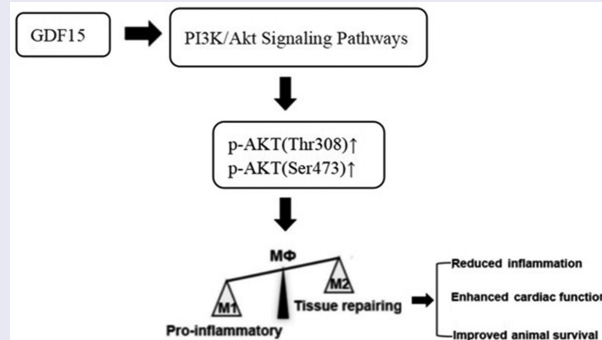 GDF15
PI3K/Akt Signaling Pathways
p-AKT(Thr308)↑
p-AKT(Ser473)↑
MΦ
M1
M2
Pro-inflammatory
Tissue repairing
Reduced inflammation
Enhanced cardiac function
Improved animal survival